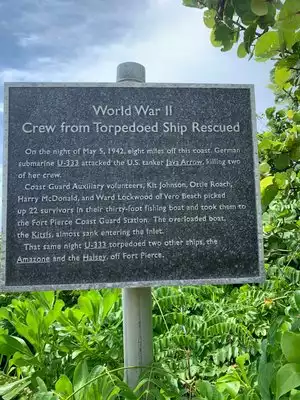 World War II
Crew from Torpedoed Ship Rescued
On the night of May 5, 1942, eight miles off this coast, German
submarine U-333 attacked the U.S. tanker Java Arrow, killing two
of her crew.
Coast Guard Auxiliary volunteers, Kit Johnson, Ottie Roach,
Harry McDonald, and Ward Lockwood of Vero Beach picked
up 22 survivors in their thirty-foot fishing boat and took them to
the Fort Pierce Coast Guard Station. The overloaded boat,
the Kittis, almost sank entering the Inlet.
That same night U-333 torpedoed two other ships, the
Amazone and the Halsey, off Fort Pierce.